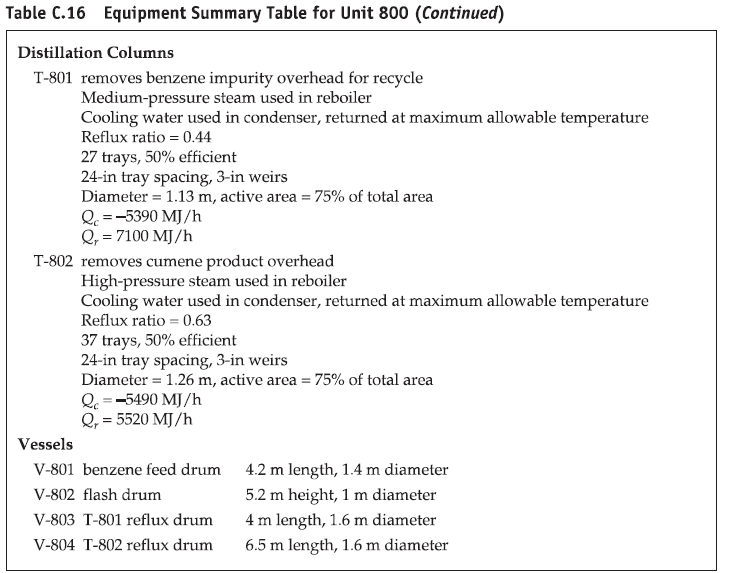 Table C.16 Equipment Summary Table for Unit 800 (Continued)
Distillation Columns
T-801 removes benzene impurity overhead for recycle
Medium-pressure steam used in reboiler
Cooling water used in condenser, returned at maximum allowable temperature
Reflux ratio = 0.44
27 trays, 50% efficient
24-in tray spacing, 3-in weirs
Diameter = 1.13 m, active area = 75% of total area
Qc = –5390 MJ/h
Qr = 7100 MJ/h
T-802 removes cumene product overhead
High-pressure steam used in reboiler
Cooling water used in condenser, returned at maximum allowable temperature
Reflux ratio = 0.63
37 trays, 50% efficient
24-in tray spacing, 3-in weirs
Diameter = 1.26 m, active area = 75% of total area
Qc = –5490 MJ/h
Qr = 5520 MJ/h
Vessels
V-801 benzene feed drum 4.2 m length, 1.4 m diameter
V-802 flash drum 5.2 m height, 1 m diameter
V-803 T-801 reflux drum 4 m length, 1.6 m diameter
V-804 T-802 reflux drum 6.5 m length, 1.6 m diameter